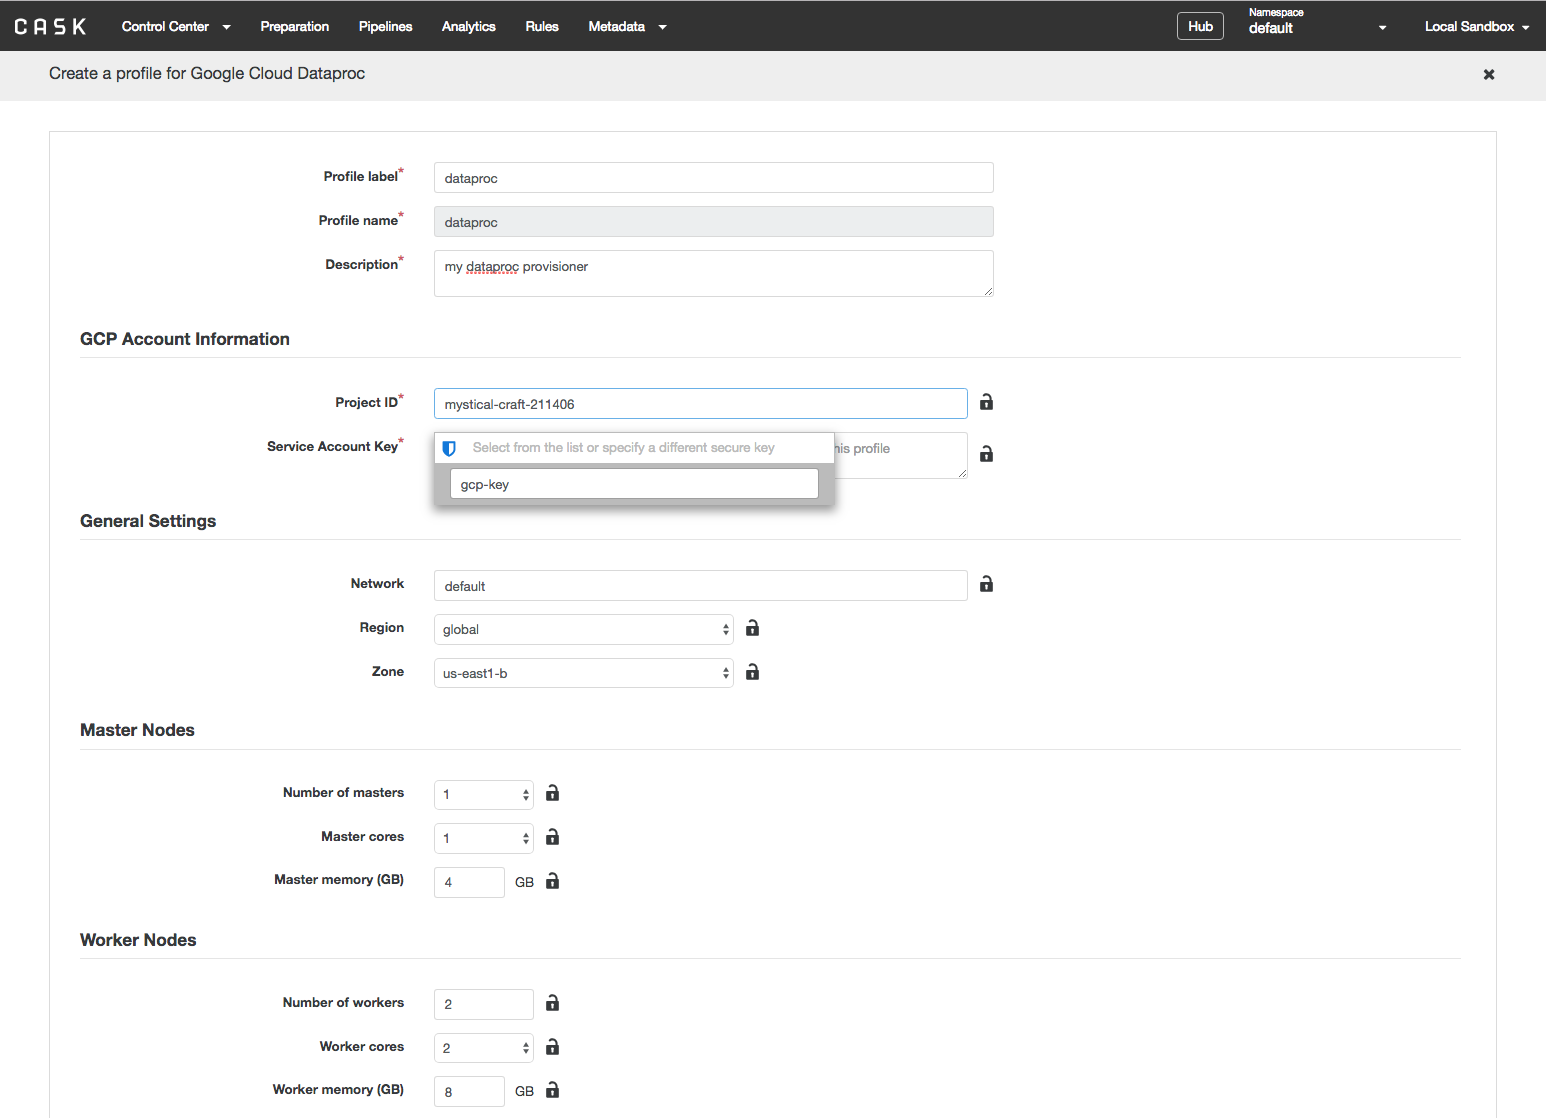 CASK Control Center Preparation Pipelines Analytics Rules Metadata Hub Namespace default Local Sandbox
Create a profile for Google Cloud Dataproc
Profile label* dataproc
Profile name* dataproc
Description* my dataproc provisioner
GCP Account Information
Project ID* mystical-craft-211406
Service Account Key* Select from the list or specify a different secure key his profile
gcp-key
General Settings
Network default
Region global
Zone us-east1-b
Master Nodes
Number of masters 1
Master cores 1
Master memory (GB) 4 GB
Worker Nodes
Number of workers 2
Worker cores 2
Worker memory (GB) 8 GB